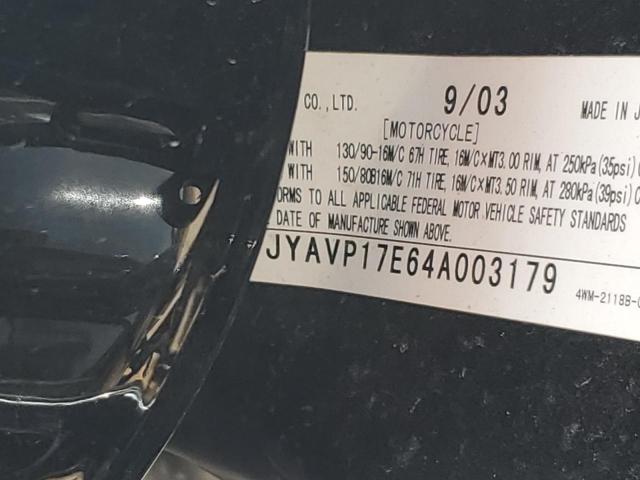 CO.,LTD. 9/03 MADE IN J
[MOTORCYCLE]
WITH 130/90-16M/C 67H TIRE, 16M/C×MT3.00 RIM, AT 250kPa(35psi)
WITH 150/80B16M/C 71H TIRE, 16M/C×MT3.50 RIM, AT 280kPa(39psi)
ORMS TO ALL APPLICABLE FEDERAL MOTOR VEHICLE SAFETY STANDARDS
DATE OF MANUFACTURE SHOWN ABOVE.
JYAVP17E64A003179
4WM-2118B-